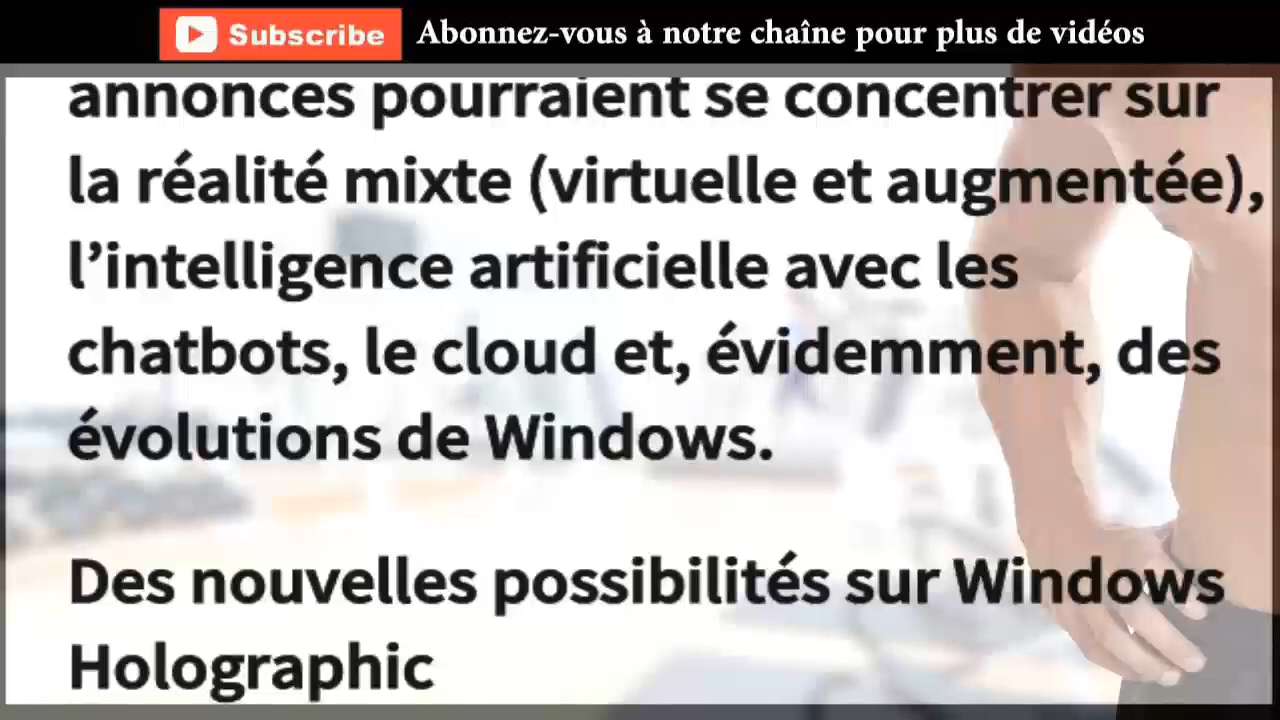 Subscribe Abonnez-vous à notre chaîne pour plus de vidéos
annonces pourraient se concentrer sur
la réalité mixte (virtuelle et augmentée),
l’intelligence artificielle avec les
chatbots, le cloud et, évidemment, des
évolutions de Windows.
Des nouvelles possibilités sur Windows
Holographic